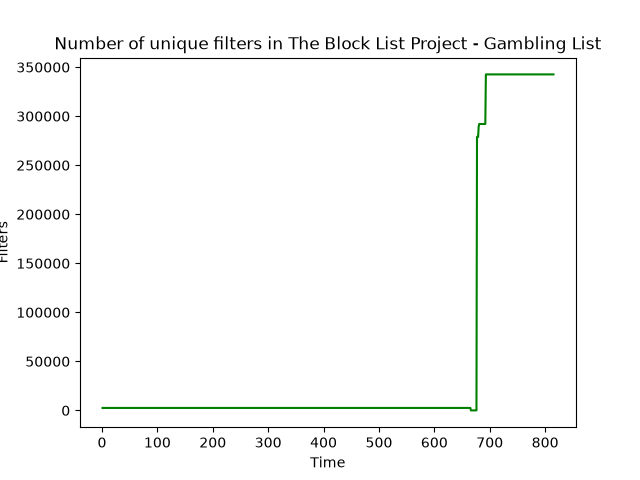 Number of unique filters in The Block List Project - Gambling List
350000
300000
250000
200000
150000
100000
50000
0
Filters
0 100 200 300 400 500 600 700 800
Time